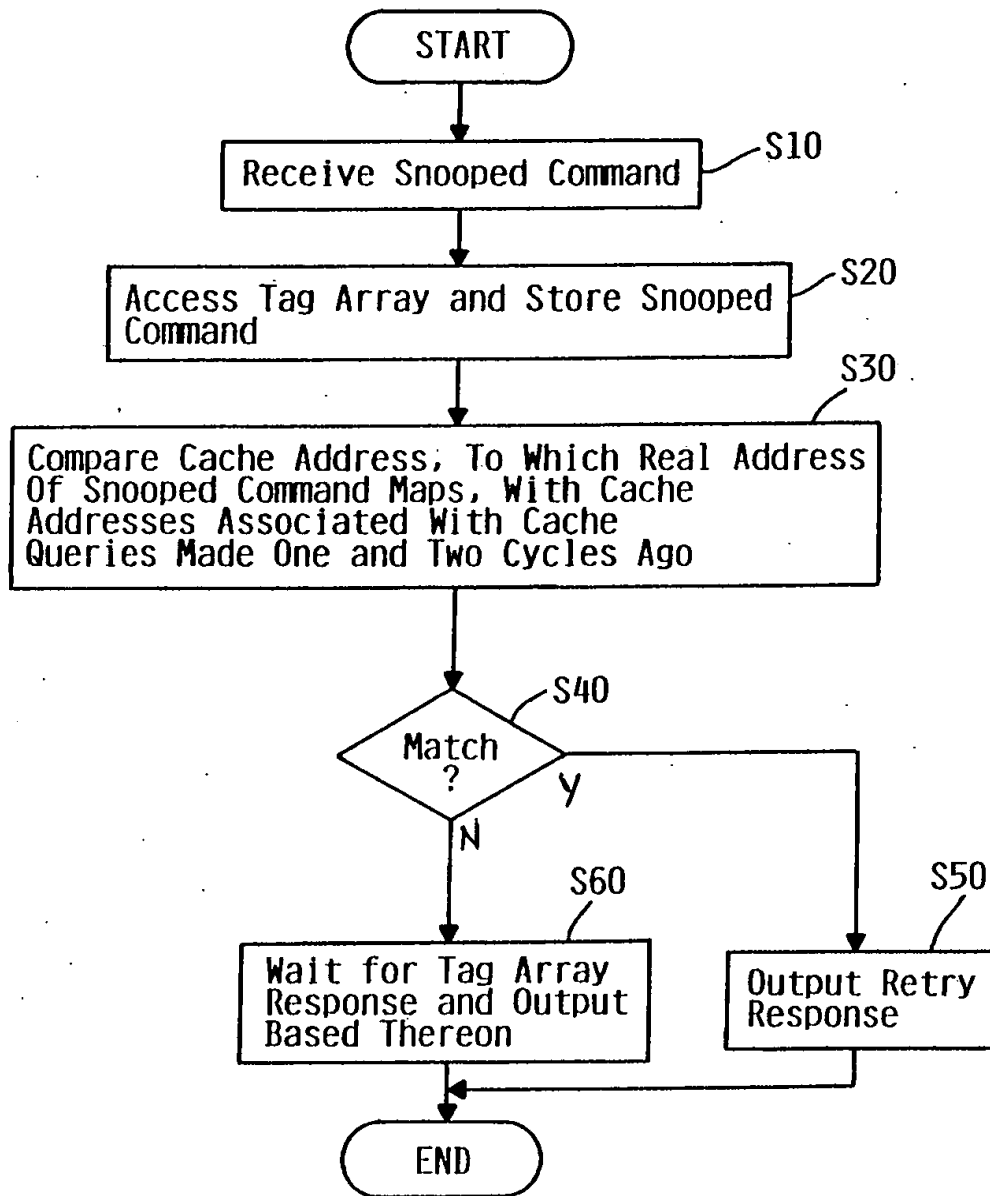 START
S10
Receive Snooped Command
S20
Access Tag Array and Store Snooped
Command
S30
Compare Cache Address, To Which Real Address
Of Snooped Command Maps, With Cache
Addresses Associated With Cache
Queries Made One and Two Cycles Ago
S40
Match
?
Y
N
S60
S50
Wait for Tag Array
Response and Output
Based Thereon
Output Retry
Response
END